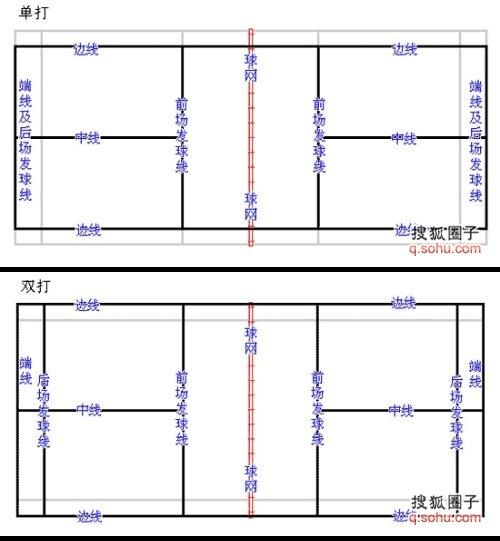 单打
边线
边线
球网
端线及后场发球线
前场发球线
前场发球线
端线及后场发球线
中线
中线
球网
边线
边线
搜狐圈子
q.sohu.com
双打
边线
边线
球网
端线
后场发球线
前场发球线
前场发球线
后场发球线
端线
中线
中线
球网
边线
边线
搜狐圈子
q.sohu.com